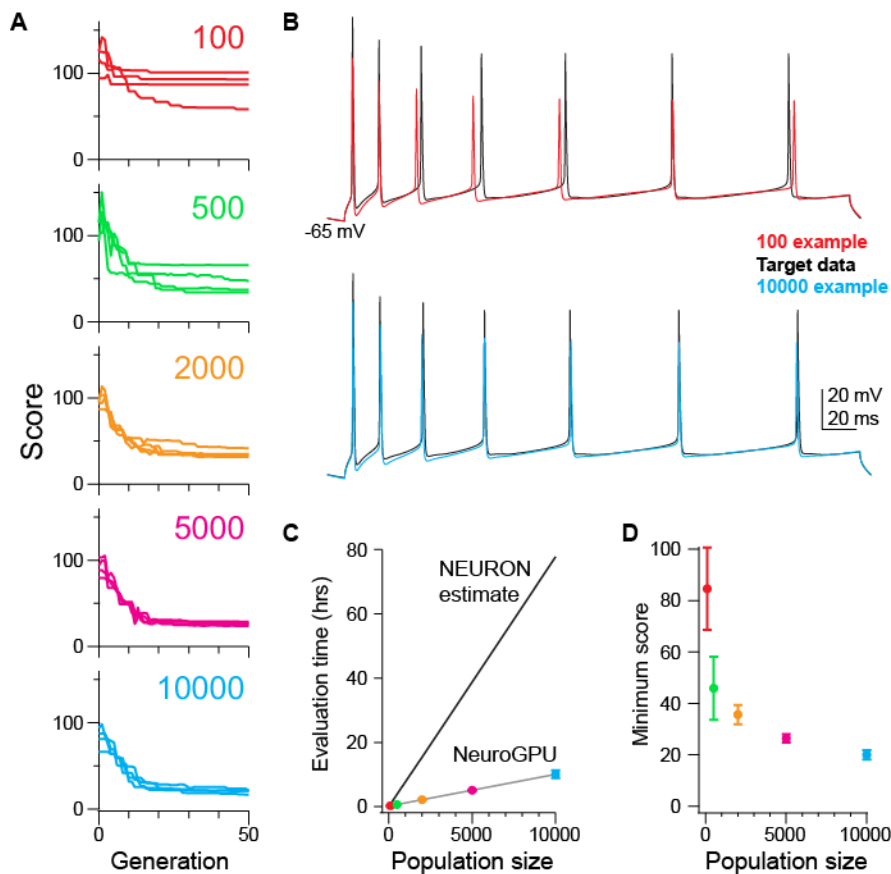 A
100
100
0
500
100
0
2000
100
0
Score
5000
100
0
10000
100
0
0
50
Generation
B
-65 mV
100 example
Target data
10000 example
20 mV
20 ms
C
80
60
40
20
0
Evaluation time (hrs)
NEURON
estimate
NeuroGPU
0
5000
10000
Population size
D
100
80
60
40
20
0
Minimum score
0
5000
10000
Population size